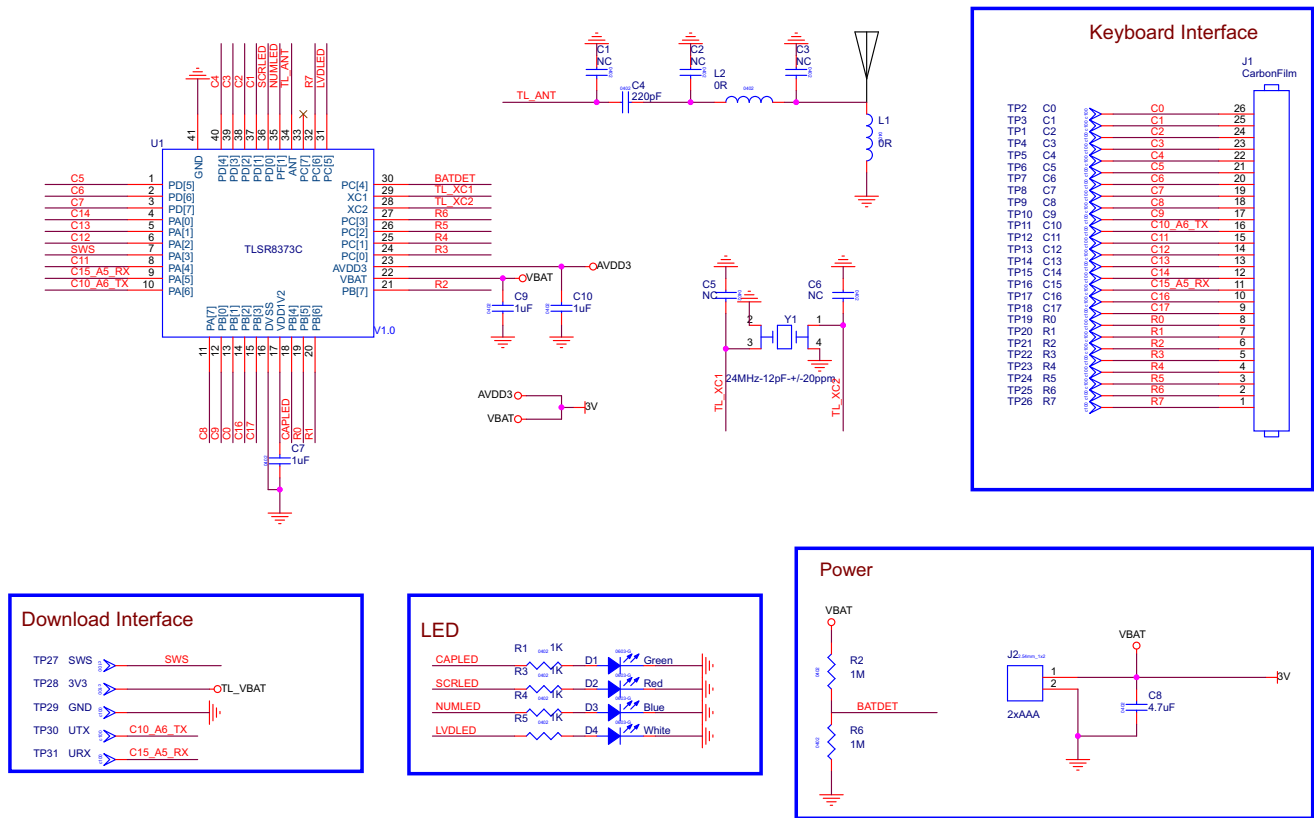 Keyboard Interface
J1
CarbonFilm
TP2 C0 C0 26
TP3 C1 C1 25
TP1 C2 C2 24
TP4 C3 C3 23
TP5 C4 C4 22
TP6 C5 C5 21
TP7 C6 C6 20
TP8 C7 C7 19
TP9 C8 C8 18
TP10 C9 C9 17
TP11 C10 C10_A6_TX 16
TP12 C11 C11 15
TP13 C12 C12 14
TP14 C13 C13 13
TP15 C14 C14 12
TP16 C15 C15_A5_RX 11
TP17 C16 C16 10
TP18 C17 C17 9
TP19 R0 R0 8
TP20 R1 R1 7
TP21 R2 R2 6
TP22 R3 R3 5
TP23 R4 R4 4
TP24 R5 R5 3
TP25 R6 R6 2
TP26 R7 R7 1
C4 C3 C2 C1 SCRLED NUMLED TL_ANT R7 LVDLED
41 40 39 38 37 36 35 34 33 32 31
U1
GND PD[4] PD[3] PD[2] PD[1] PD[0] PF[1] ANT PC[7] PC[6] PC[5]
C5 1 PD[5]
C6 2 PD[6]
C7 3 PD[7]
C14 4 PA[0]
C13 5 PA[1]
C12 6 PA[2]
SWS 7 PA[3]
C11 8 PA[4]
C15_A5_RX 9 PA[5]
C10_A6_TX 10 PA[6]
TLSR8373C
PC[4] 30 BATDET
XC1 29 TL_XC1
XC2 28 TL_XC2
PC[3] 27 R6
PC[2] 26 R5
PC[1] 25 R4
PC[0] 24 R3
AVDD3 23 AVDD3
VBAT 22 VBAT
PB[7] 21 R2
PA[7] PB[0] PB[1] PB[2] PB[3] DVSS VDD1V2 PB[4] PB[5] PB[6]
V1.0
11 12 13 14 15 16 17 18 19 20
C8 C9 C0 C16 C17 CAPLED R0 R1
C7
1uF
C9
1uF
C10
1uF
AVDD3
VBAT
3V
C1
NC
C2
NC
C3
NC
TL_ANT
C4
220pF
L2
0R
L1
0R
C5
NC
C6
NC
2 Y1 1
3 4
24MHz-12pF-+/-20ppm
TL_XC1 TL_XC2
Download Interface
TP27 SWS SWS
TP28 3V3 TL_VBAT
TP29 GND
TP30 UTX C10_A6_TX
TP31 URX C15_A5_RX
LED
CAPLED R1 1K D1 Green
SCRLED R3 1K D2 Red
NUMLED R4 1K D3 Blue
LVDLED R5 1K D4 White
Power
VBAT
R2
1M
BATDET
R6
1M
J2
1
2
2xAAA
VBAT
3V
C8
4.7uF